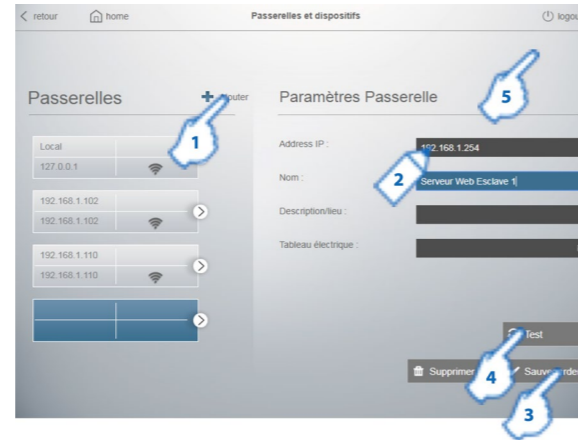 retour home Passerelles et dispositifs
Passerelles
1
Paramètres Passerelle
5
Local
127.0.0.1
192.168.1.102
192.168.1.102
192.168.1.110
192.168.1.110
Address IP :
192.168.1.254
Nom :
2
Serveur Web Esclave 1
Description/lieu :
Tableau électrique :
Test
Supprimer
4
3